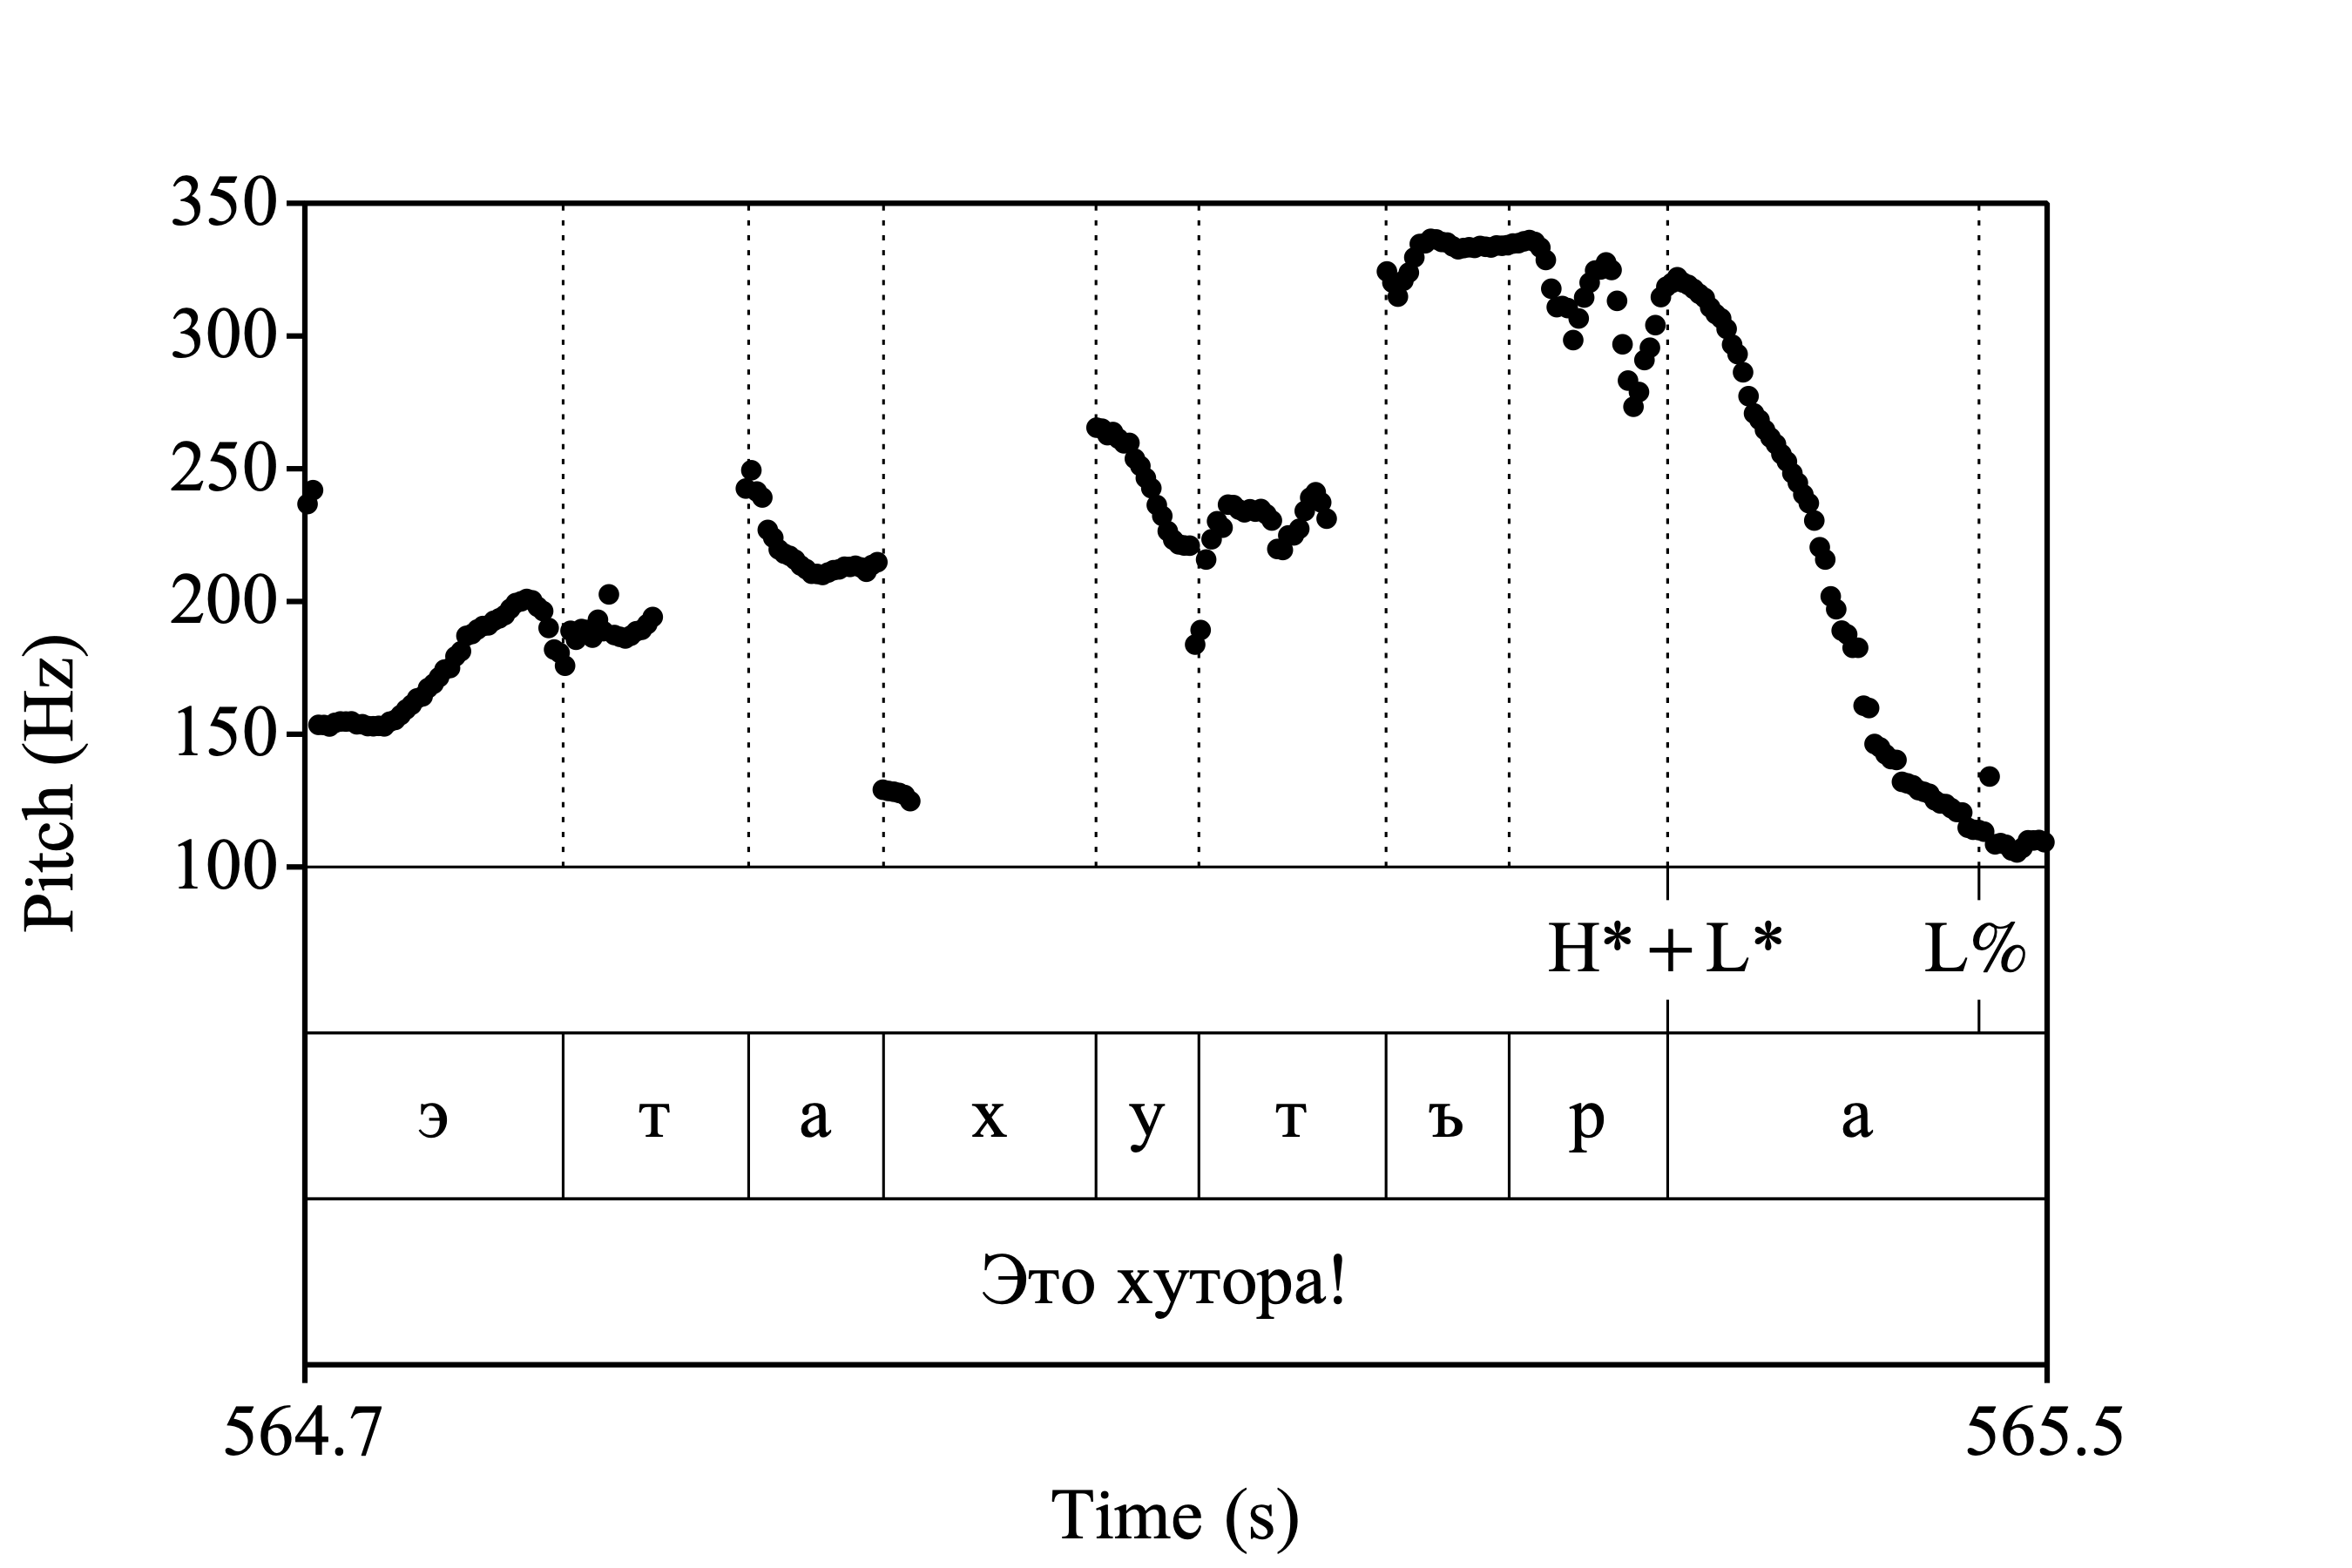 350
300
250
200
150
100
Pitch (Hz)
H*+L* L%
э т а х у т ъ р а
Это хутора!
564.7 565.5
Time (s)